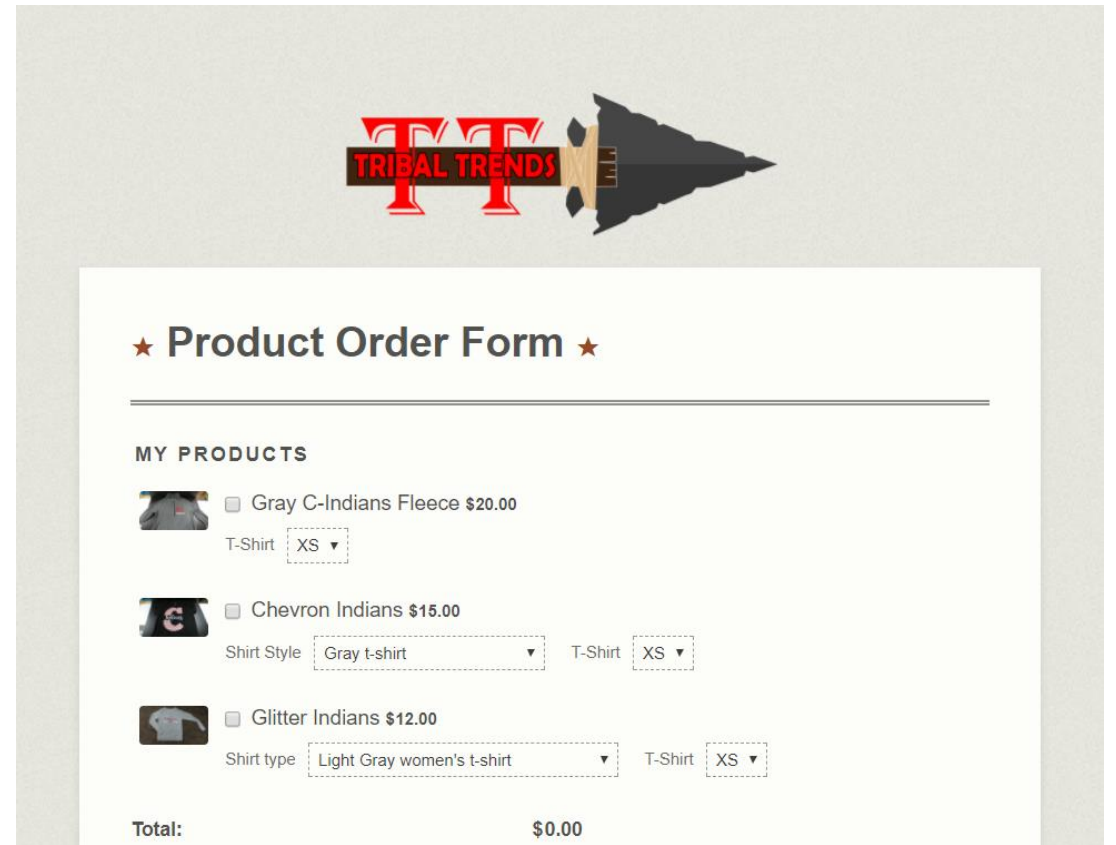 TT
TRIBAL TRENDS
★ Product Order Form ★
MY PRODUCTS
Gray C-Indians Fleece $20.00
T-Shirt XS ▼
Chevron Indians $15.00
Shirt Style Gray t-shirt ▼ T-Shirt XS ▼
C
Glitter Indians $12.00
Shirt type Light Gray women's t-shirt ▼ T-Shirt XS ▼
Total: $0.00